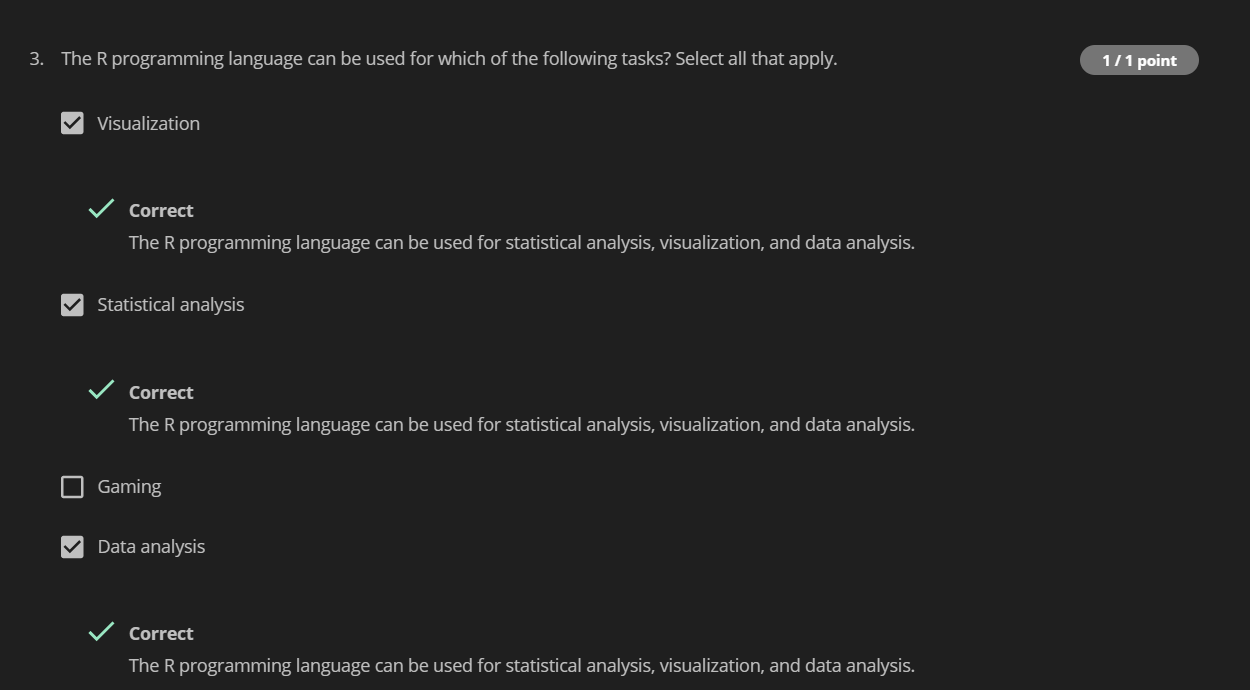 3. The R programming language can be used for which of the following tasks? Select all that apply.
1 / 1 point
Visualization
Correct
The R programming language can be used for statistical analysis, visualization, and data analysis.
Statistical analysis
Correct
The R programming language can be used for statistical analysis, visualization, and data analysis.
Gaming
Data analysis
Correct
The R programming language can be used for statistical analysis, visualization, and data analysis.